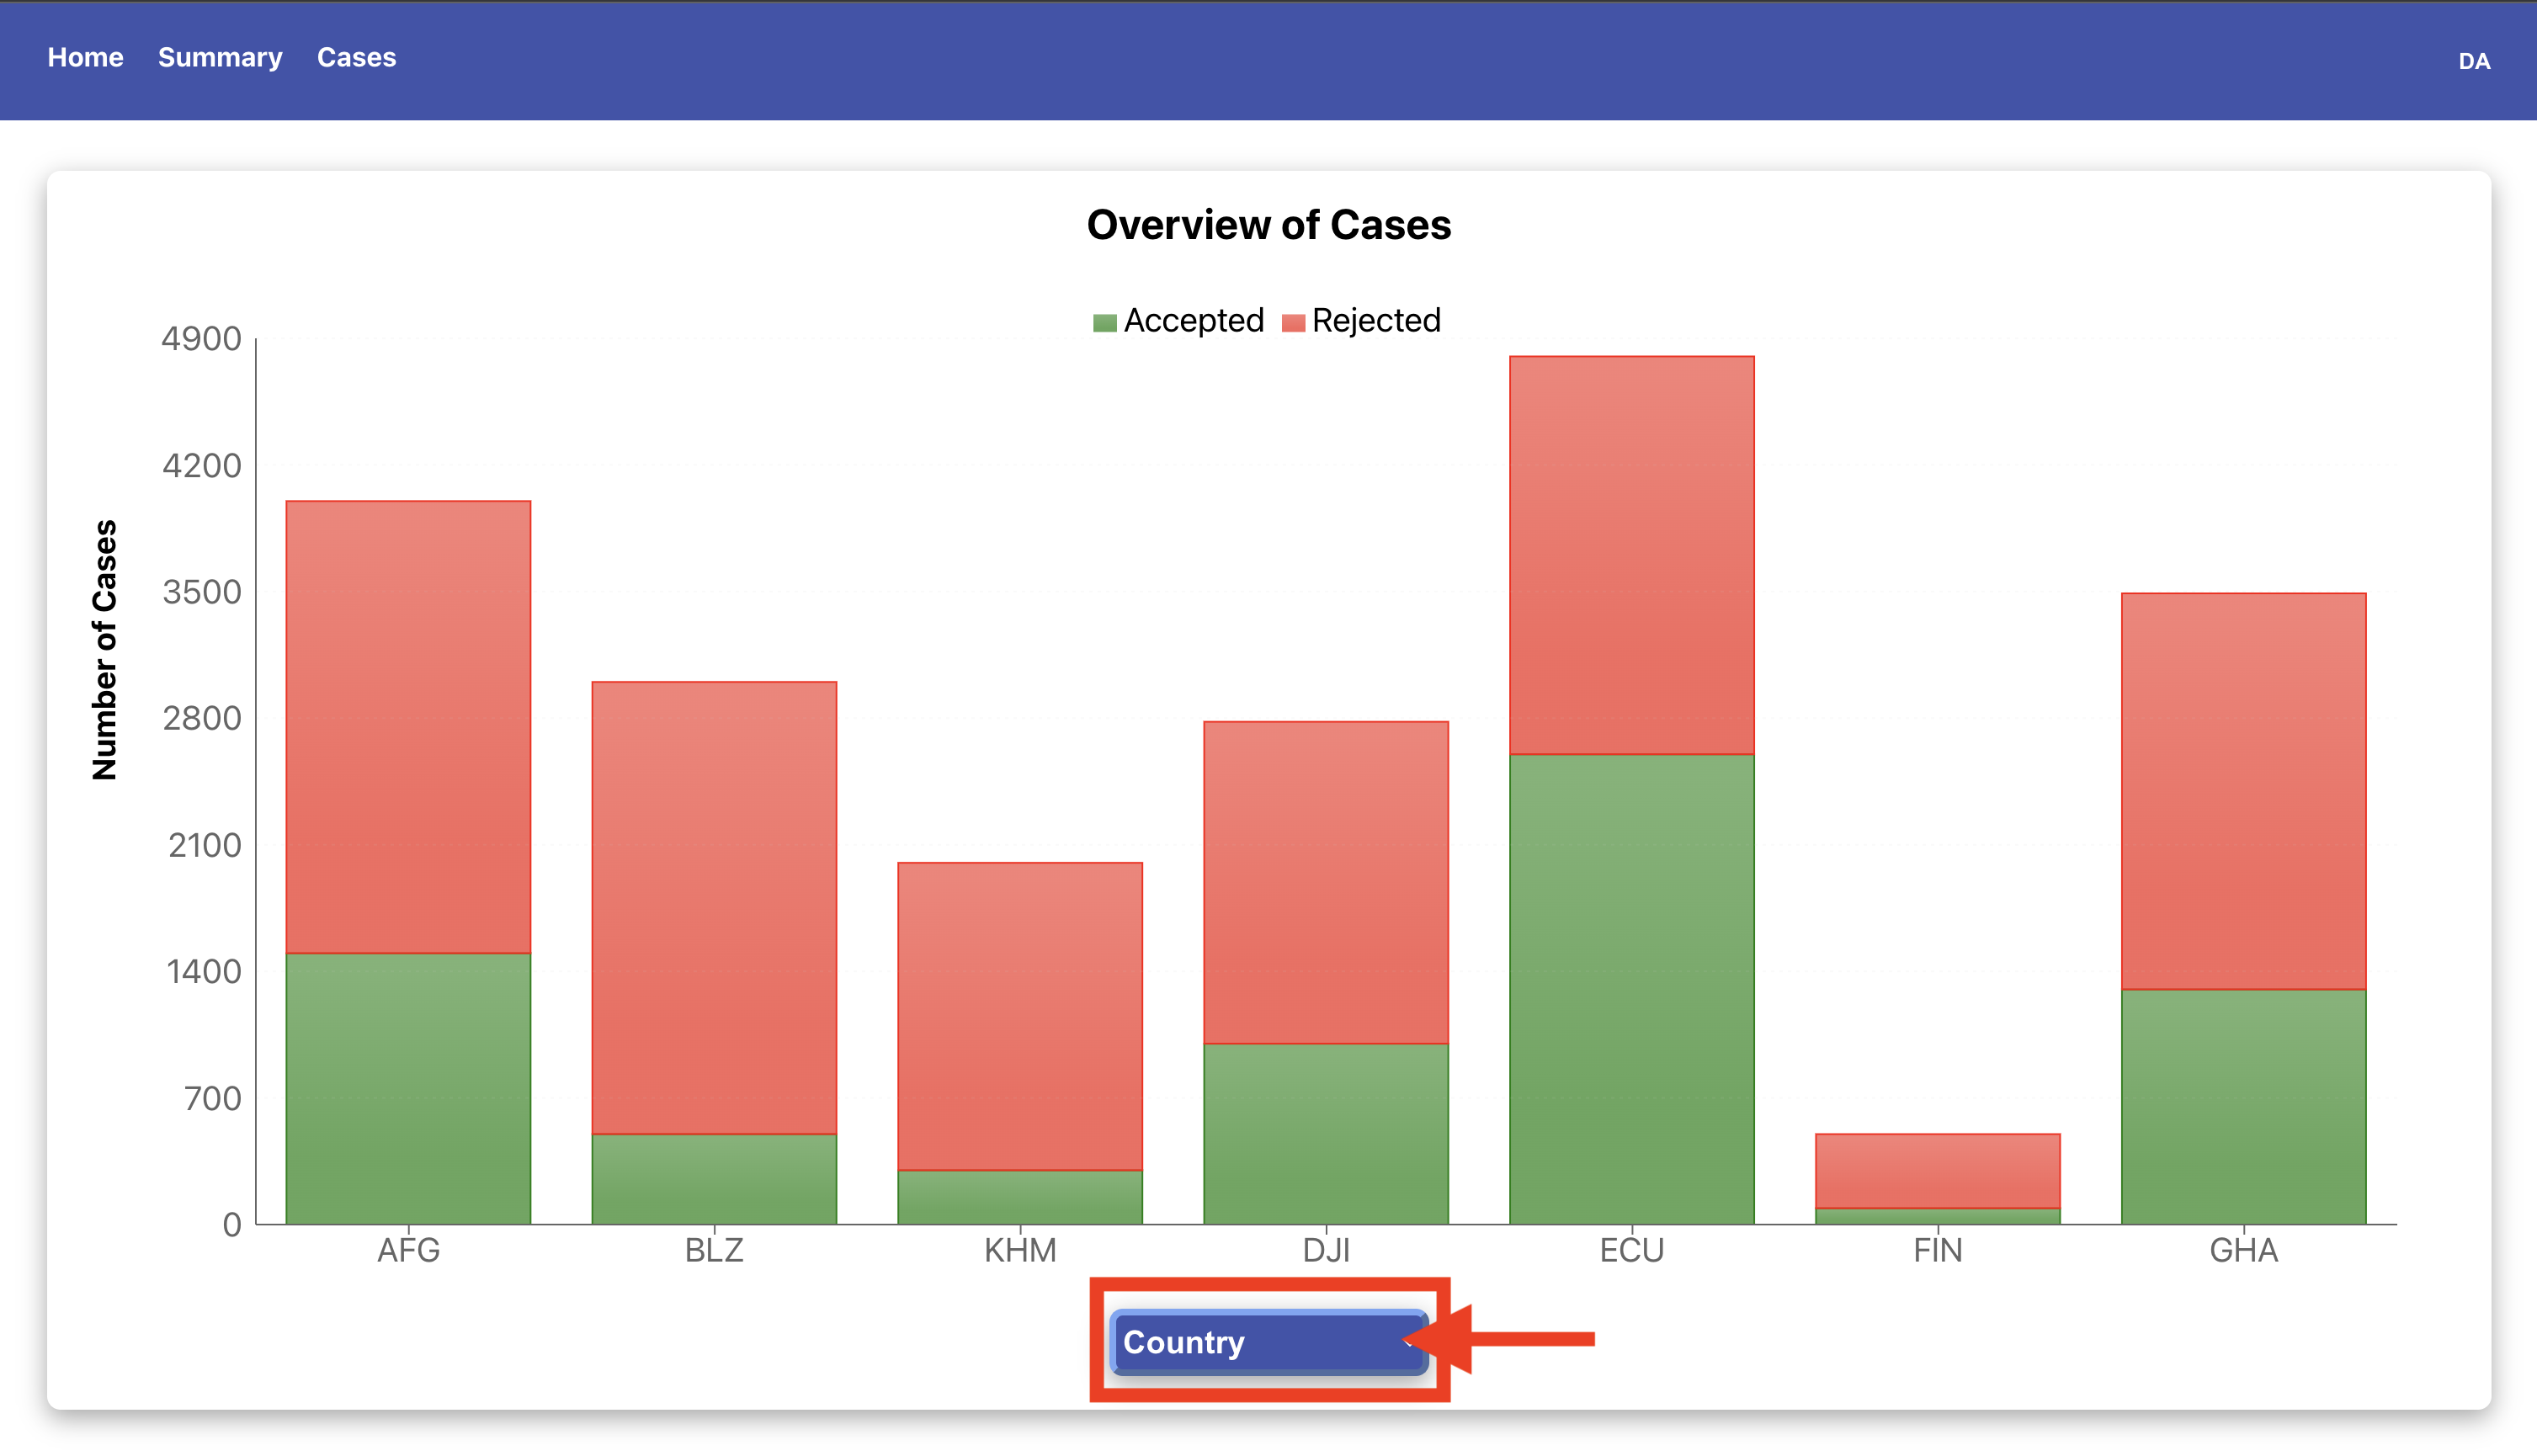 Home Summary Cases DA
Overview of Cases
Accepted Rejected
Number of Cases
4900
4200
3500
2800
2100
1400
700
0
AFG BLZ KHM DJI ECU FIN GHA
Country